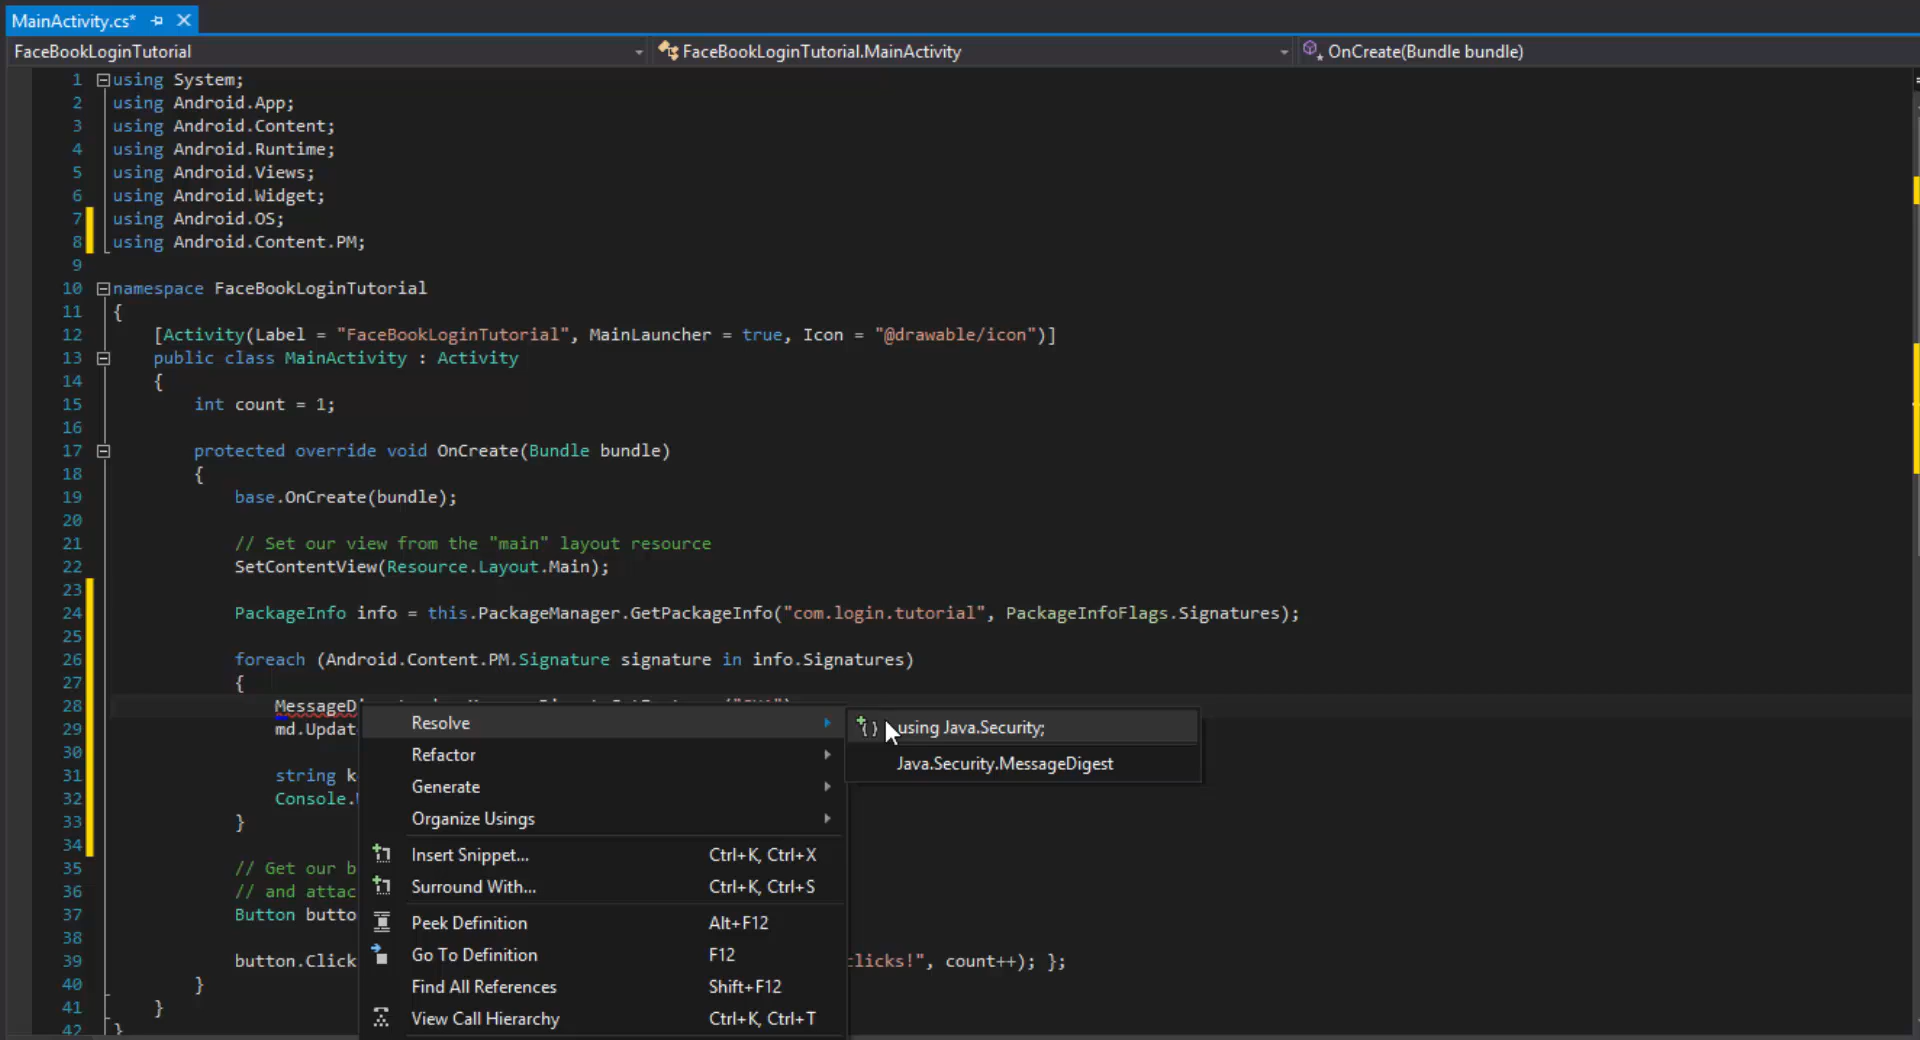 MainActivity.cs*
FaceBookLoginTutorial
FaceBookLoginTutorial.MainActivity
OnCreate(Bundle bundle)
1 using System;
2 using Android.App;
3 using Android.Content;
4 using Android.Runtime;
5 using Android.Views;
6 using Android.Widget;
7 using Android.OS;
8 using Android.Content.PM;
9
10 namespace FaceBookLoginTutorial
11 {
12 [Activity(Label = "FaceBookLoginTutorial", MainLauncher = true, Icon = "@drawable/icon")]
13 public class MainActivity : Activity
14 {
15 int count = 1;
16
17 protected override void OnCreate(Bundle bundle)
18 {
19 base.OnCreate(bundle);
20
21 // Set our view from the "main" layout resource
22 SetContentView(Resource.Layout.Main);
23
24 PackageInfo info = this.PackageManager.GetPackageInfo("com.login.tutorial", PackageInfoFlags.Signatures);
25
26 foreach (Android.Content.PM.Signature signature in info.Signatures)
27 {
28 MessageD
29 md.Updat
30
31 string k
32 Console.
33 }
34
35 // Get our b
36 // and attac
37 Button butto
38
39 button.Click licks!", count++); };
40 }
41 }
42 }
Resolve
Refactor
Generate
Organize Usings
Insert Snippet... Ctrl+K, Ctrl+X
Surround With... Ctrl+K, Ctrl+S
Peek Definition Alt+F12
Go To Definition F12
Find All References Shift+F12
View Call Hierarchy Ctrl+K, Ctrl+T
using Java.Security;
Java.Security.MessageDigest